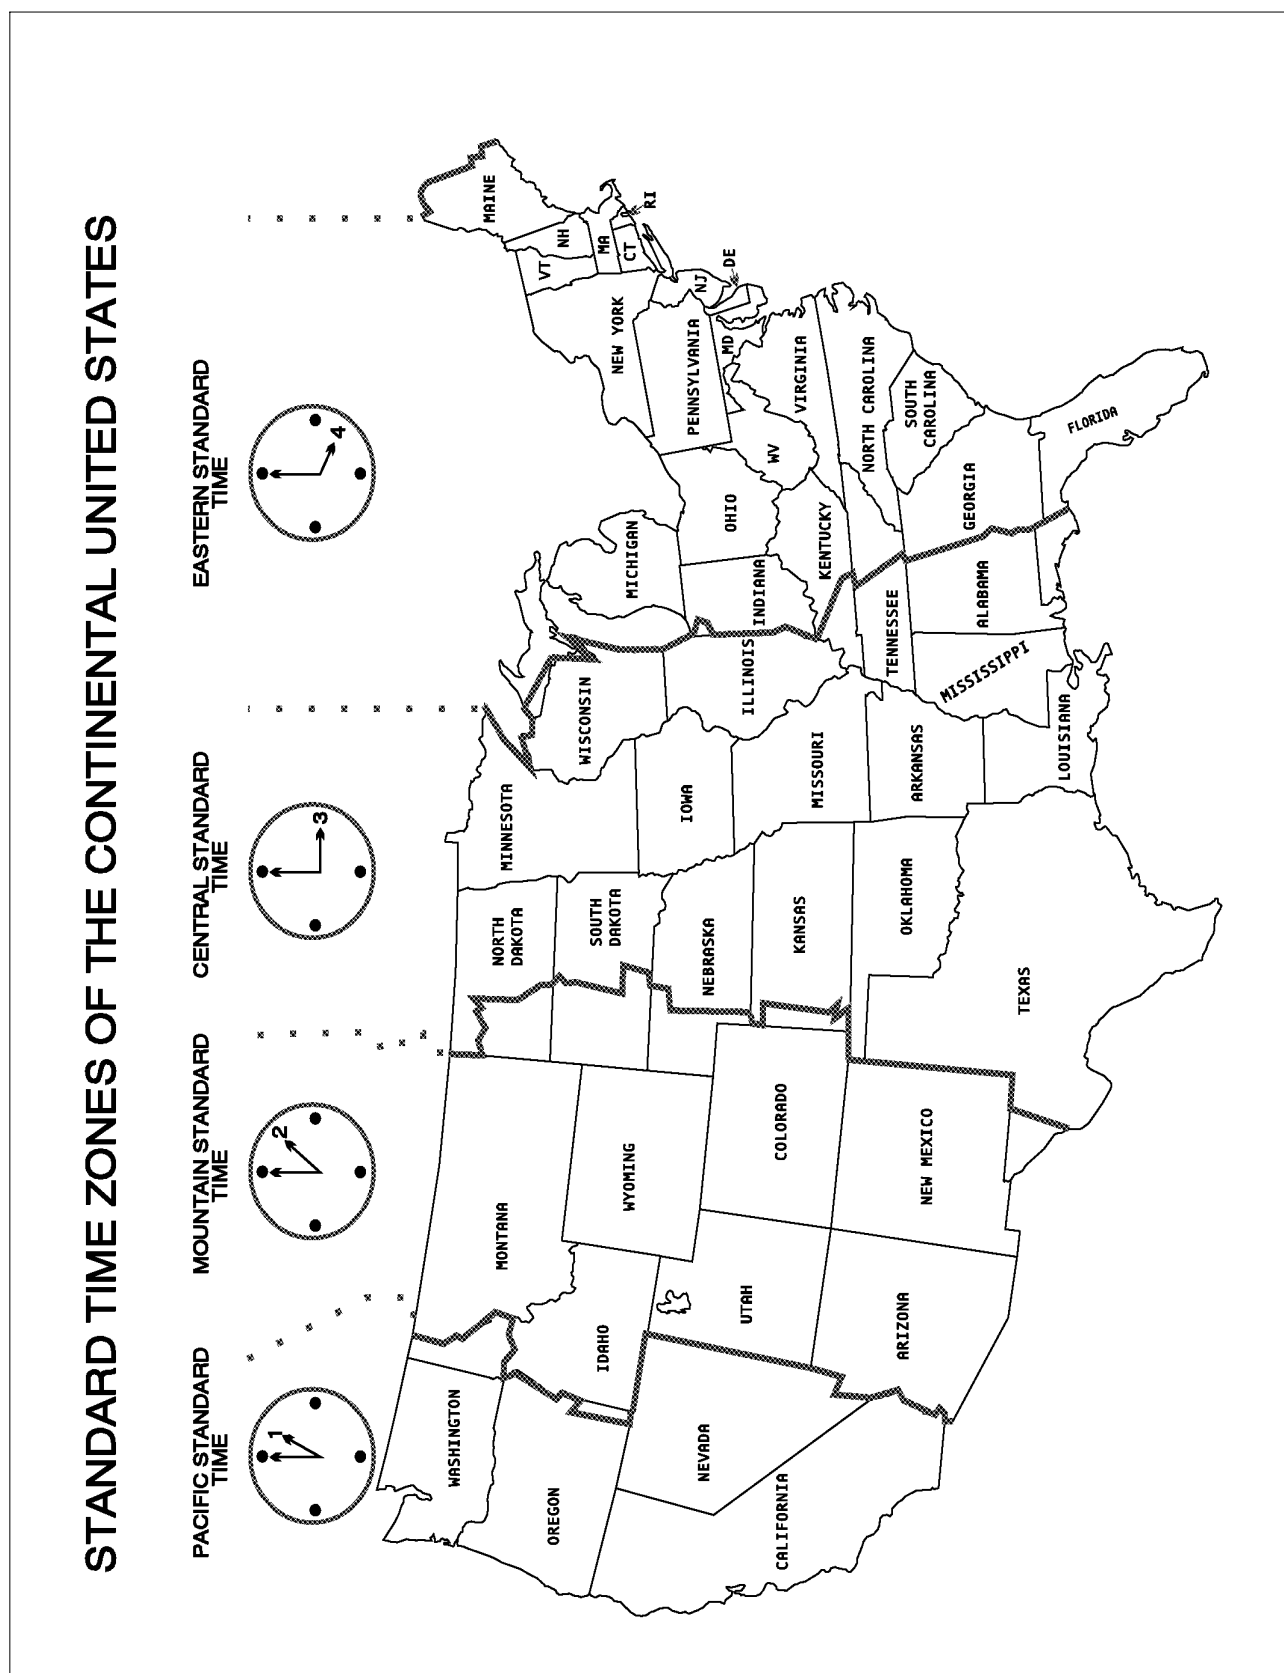 STANDARD TIME ZONES OF THE CONTINENTAL UNITED STATES
PACIFIC STANDARD
TIME
MOUNTAIN STANDARD
TIME
CENTRAL STANDARD
TIME
EASTERN STANDARD
TIME
1
2
3
4
WASHINGTON
OREGON
CALIFORNIA
NEVADA
IDAHO
MONTANA
WYOMING
UTAH
ARIZONA
COLORADO
NEW MEXICO
NORTH
DAKOTA
SOUTH
DAKOTA
NEBRASKA
KANSAS
OKLAHOMA
TEXAS
MINNESOTA
IOWA
MISSOURI
ARKANSAS
LOUISIANA
WISCONSIN
ILLINOIS
MISSISSIPPI
MICHIGAN
INDIANA
KENTUCKY
TENNESSEE
ALABAMA
OHIO
WV
GEORGIA
FLORIDA
SOUTH
CAROLINA
NORTH CAROLINA
VIRGINIA
MD
DE
PENNSYLVANIA
NJ
NEW YORK
CT
RI
MA
VT
NH
MAINE